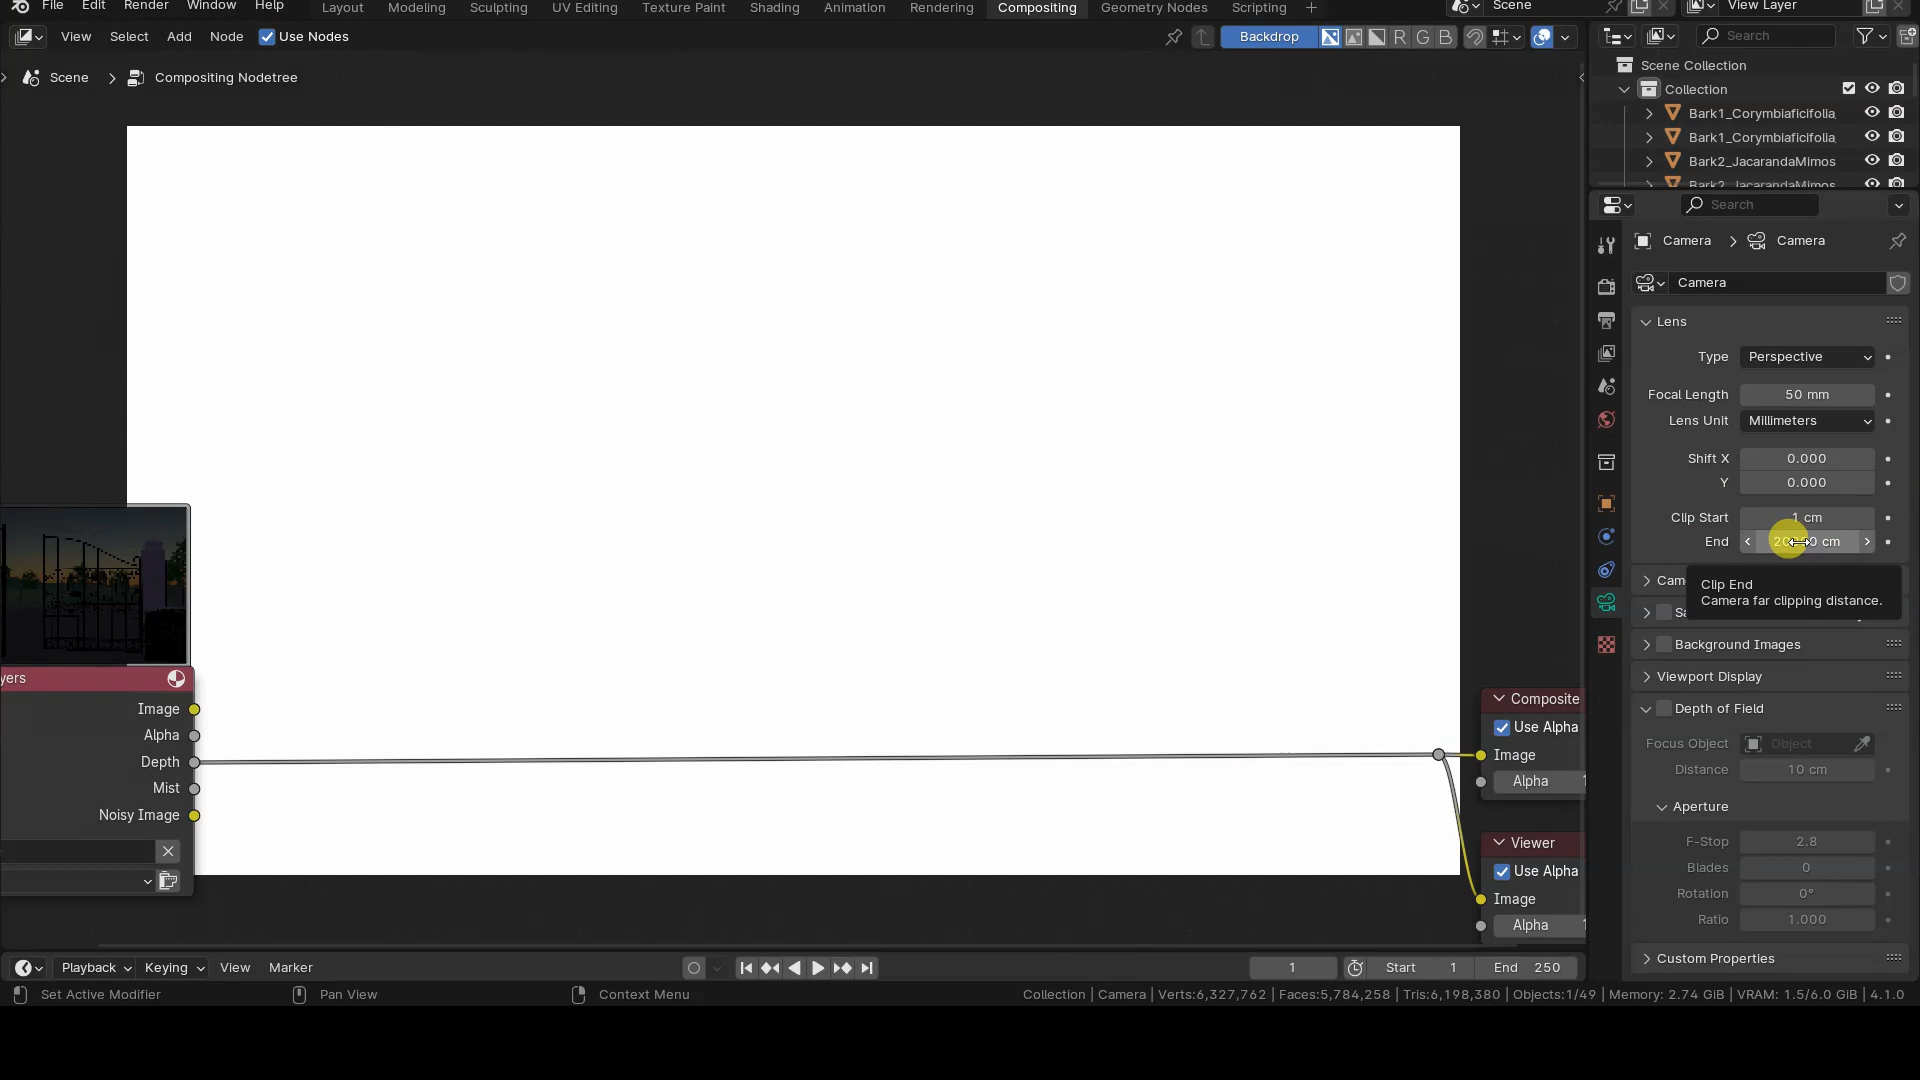 File Edit Render Window Help Layout Modeling Sculpting UV Editing Texture Paint Shading Animation Rendering Compositing Geometry Nodes Scripting + Scene View Layer
View Select Add Node Use Nodes Backdrop R G B Search
Scene > Compositing Nodetree
Scene Collection
Collection
Bark1_Corymbiaficifolia
Bark1_Corymbiaficifolia
Bark2_JacarandaMimos
Bark2_JacarandaMimos
Search
Camera > Camera
Camera
Lens
Type Perspective
Focal Length 50 mm
Lens Unit Millimeters
Shift X 0.000
Y 0.000
Clip Start 1 cm
End cm
Clip End
Camera far clipping distance.
Background Images
Viewport Display
Depth of Field
Focus Object Object
Distance 10 cm
Aperture
F-Stop 2.8
Blades 0
Rotation 0°
Ratio 1.000
Custom Properties
yers
Image
Alpha
Depth
Mist
Noisy Image
Composite
Use Alpha
Image
Alpha 1
Viewer
Use Alpha
Image
Alpha 1
Playback Keying View Marker 1 Start 1 End 250
Set Active Modifier Pan View Context Menu Collection | Camera | Verts:6,327,762 | Faces:5,784,258 | Tris:6,198,380 | Objects:1/49 | Memory: 2.74 GiB | VRAM: 1.5/6.0 GiB | 4.1.0